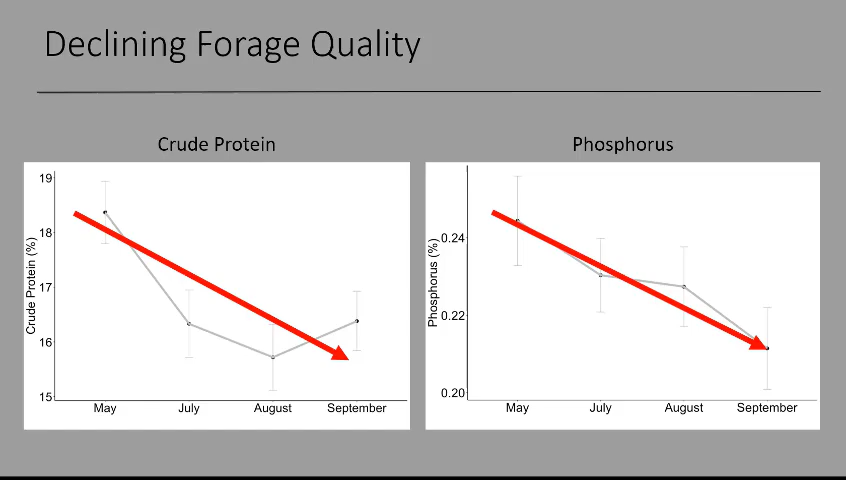 Declining Forage Quality
Crude Protein
19
18
17
16
15
Crude Protein (%)
May
July
August
September
Phosphorus
0.24
0.22
0.20
Phosphorus (%)
May
July
August
September